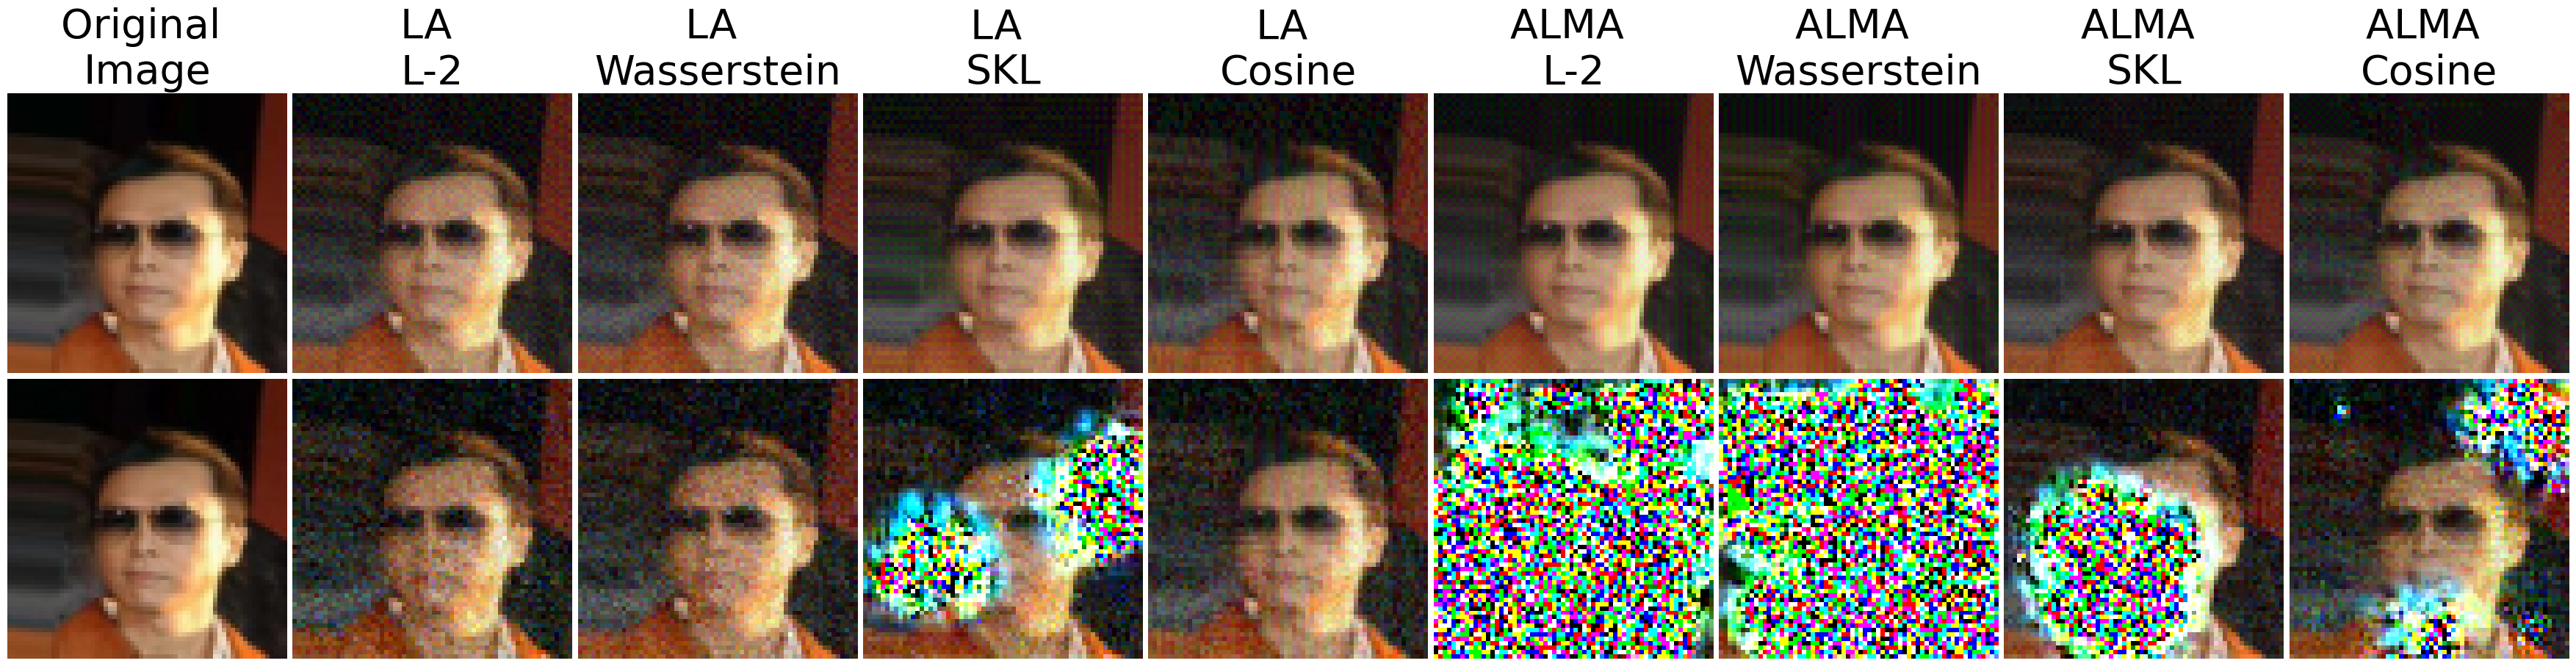 Original
Image
LA
L-2
LA
Wasserstein
LA
SKL
LA
Cosine
ALMA
L-2
ALMA
Wasserstein
ALMA
SKL
ALMA
Cosine